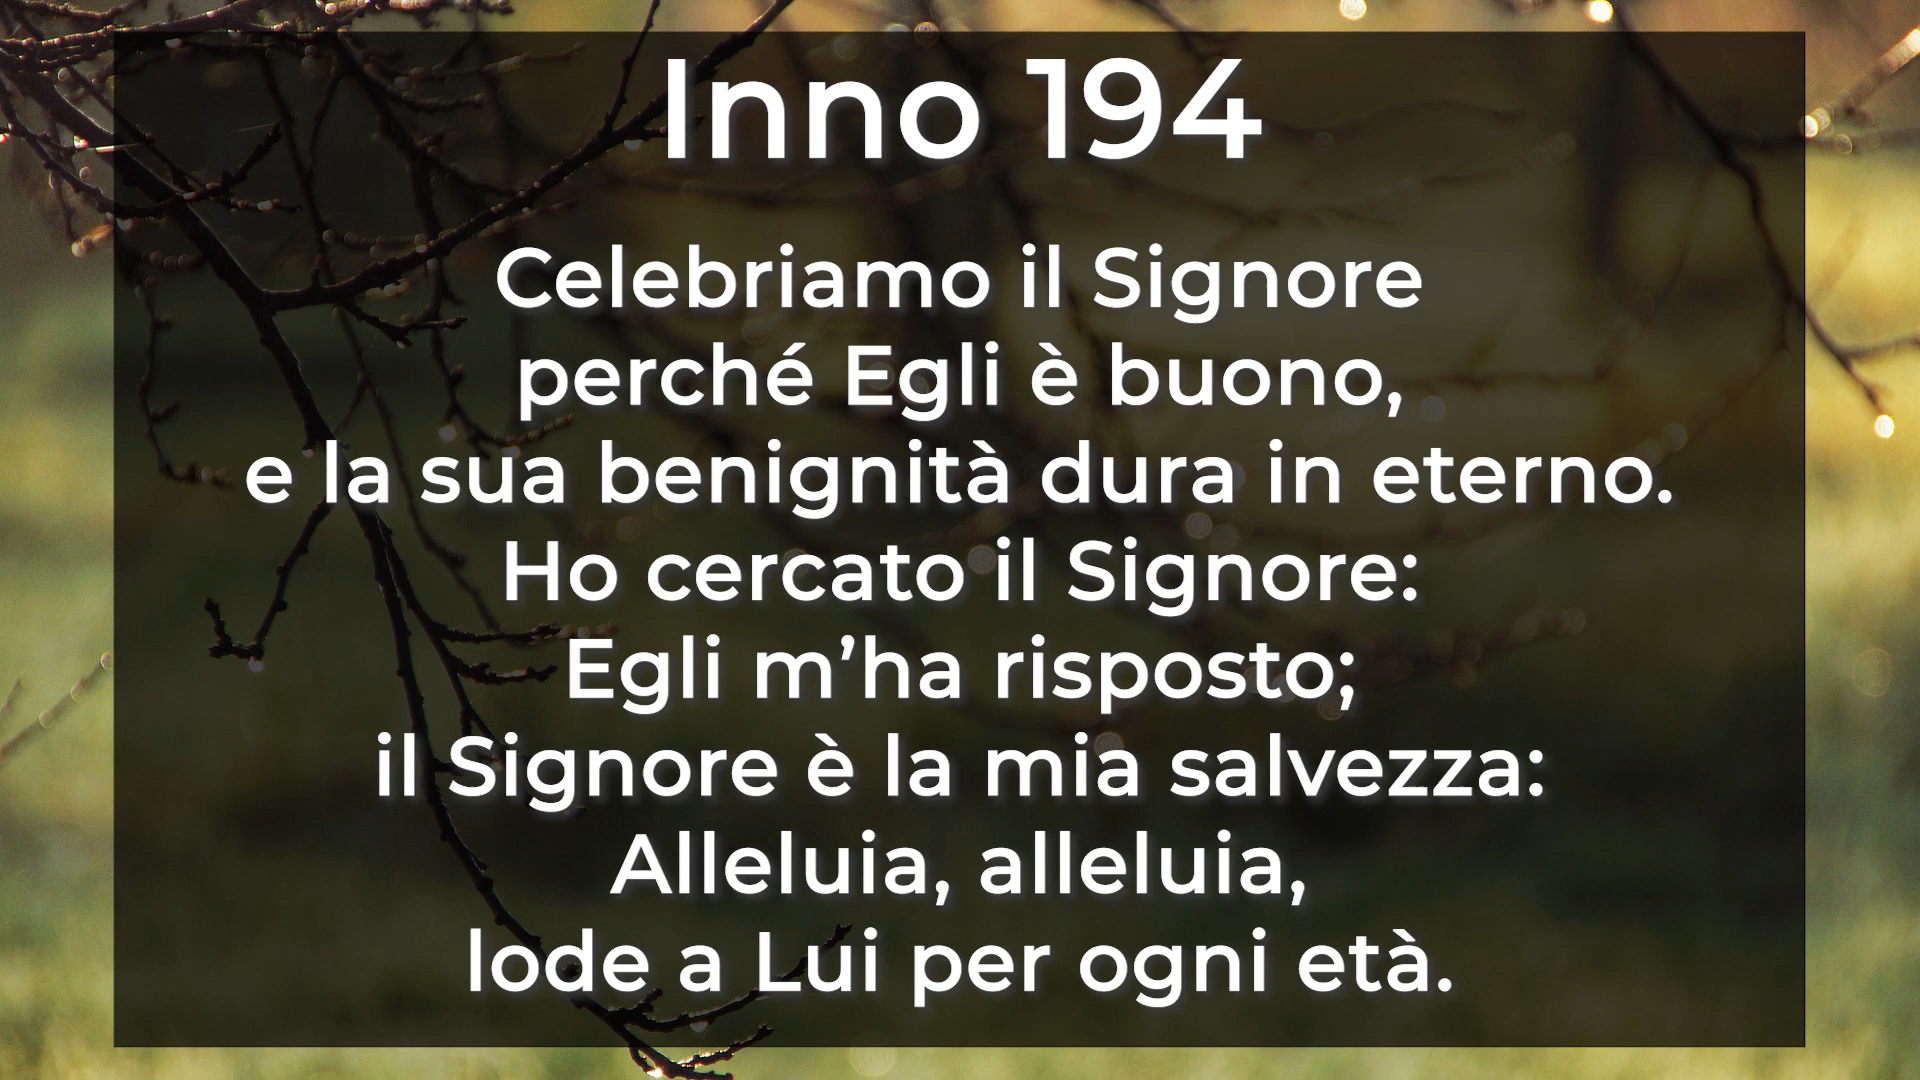 Inno 194
Celebriamo il Signore
perché Egli è buono,
e la sua benignità dura in eterno.
Ho cercato il Signore:
Egli m’ha risposto;
il Signore è la mia salvezza:
Alleluia, alleluia,
lode a Lui per ogni età.